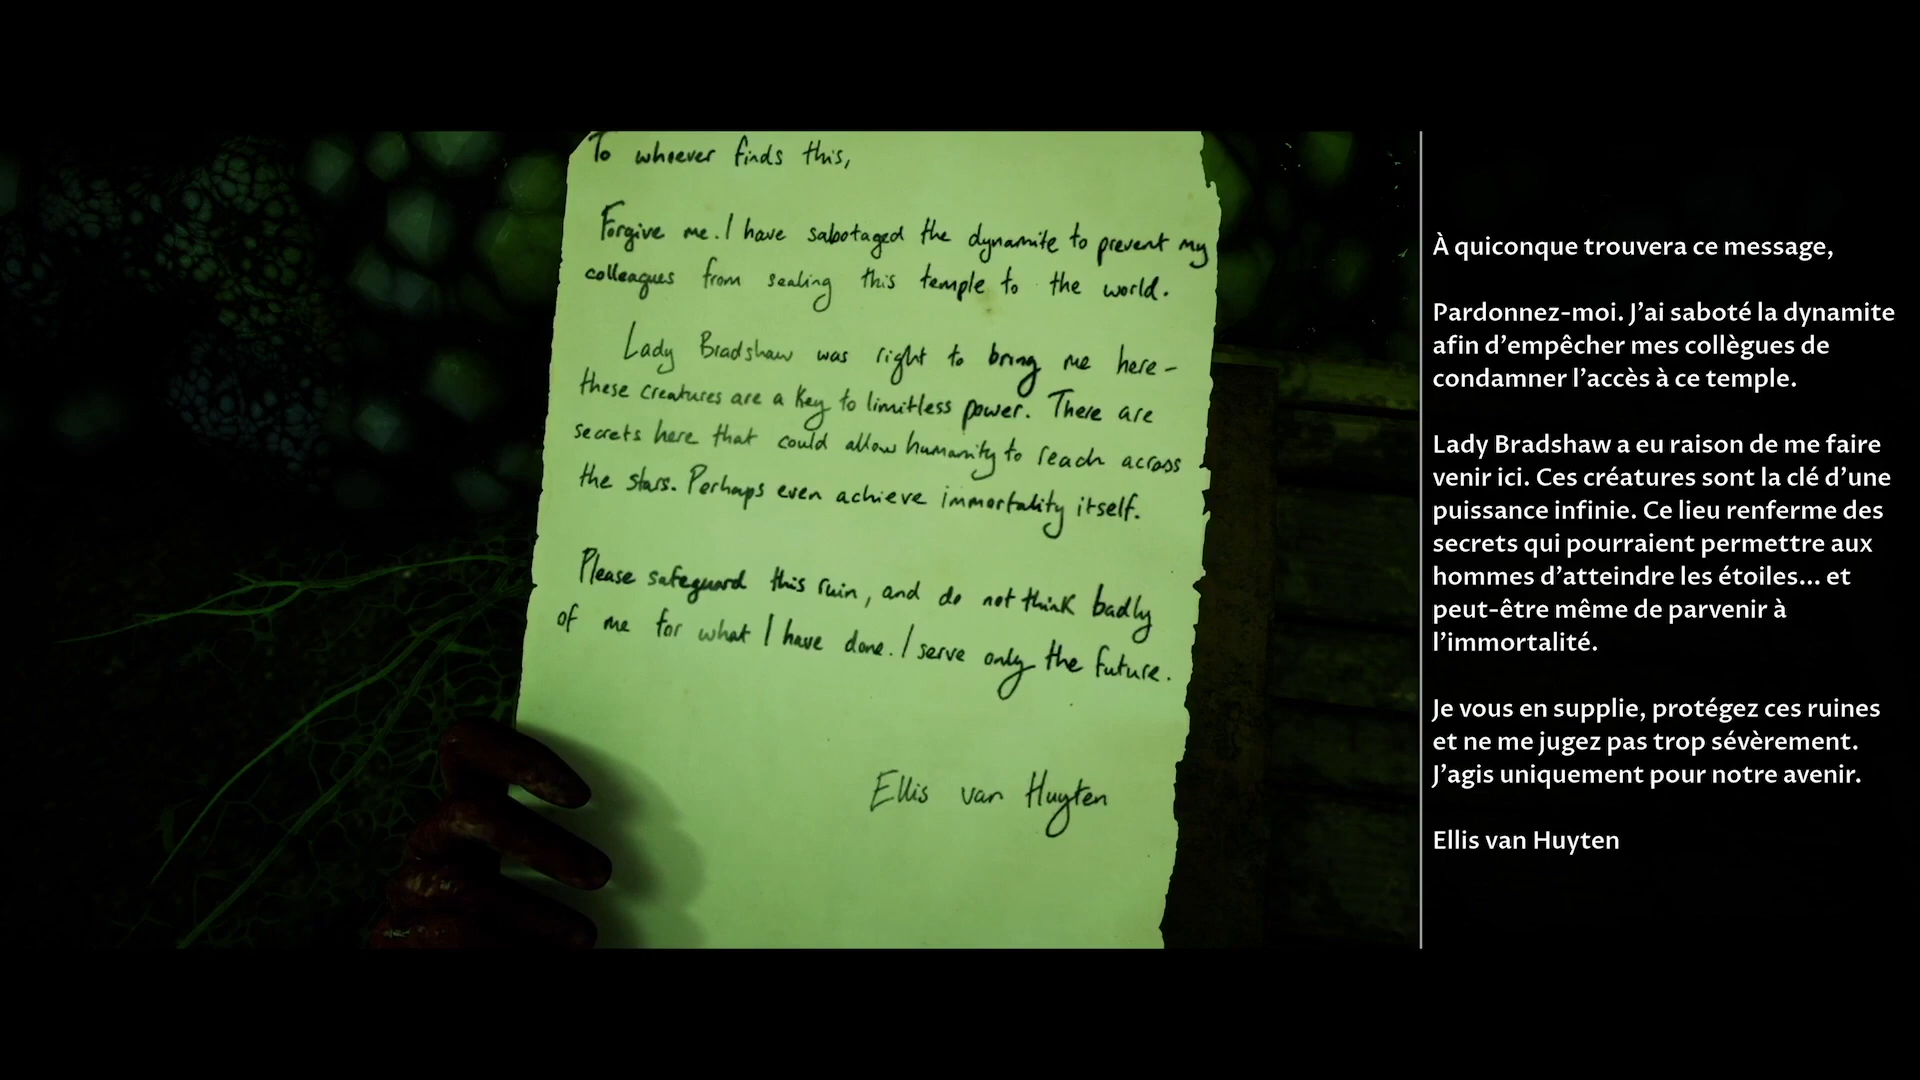 To whoever finds this,
Forgive me. I have sabotaged the dynamite to prevent my
colleagues from sealing this temple to the world.
Lady Bradshaw was right to bring me here -
these creatures are a key to limitless power. There are
secrets here that could allow humanity to reach across
the stars. Perhaps even achieve immortality itself.
Please safeguard this ruin, and do not think badly
of me for what I have done. I serve only the future.
Ellis van Huyten
À quiconque trouvera ce message,
Pardonnez-moi. J'ai saboté la dynamite
afin d'empêcher mes collègues de
condamner l'accès à ce temple.
Lady Bradshaw a eu raison de me faire
venir ici. Ces créatures sont la clé d'une
puissance infinie. Ce lieu renferme des
secrets qui pourraient permettre aux
hommes d'atteindre les étoiles... et
peut-être même de parvenir à
l'immortalité.
Je vous en supplie, protégez ces ruines
et ne me jugez pas trop sévèrement.
J'agis uniquement pour notre avenir.
Ellis van Huyten